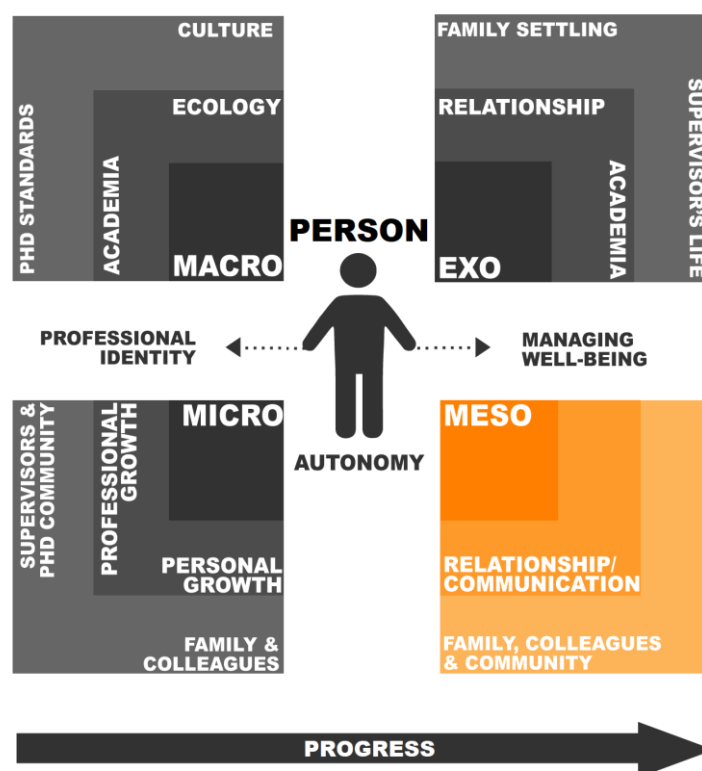 CULTURE
PHD STANDARDS
ECOLOGY
ACADEMIA
MACRO
FAMILY SETTLING
SUPERVISOR'S LIFE
RELATIONSHIP
ACADEMIA
EXO
PERSON
PROFESSIONAL
IDENTITY
MANAGING
WELL-BEING
AUTONOMY
MICRO
SUPERVISORS &
PHD COMMUNITY
PROFESSIONAL
GROWTH
PERSONAL
GROWTH
FAMILY &
COLLEAGUES
MESO
RELATIONSHIP/
COMMUNICATION
FAMILY, COLLEAGUES
& COMMUNITY
PROGRESS